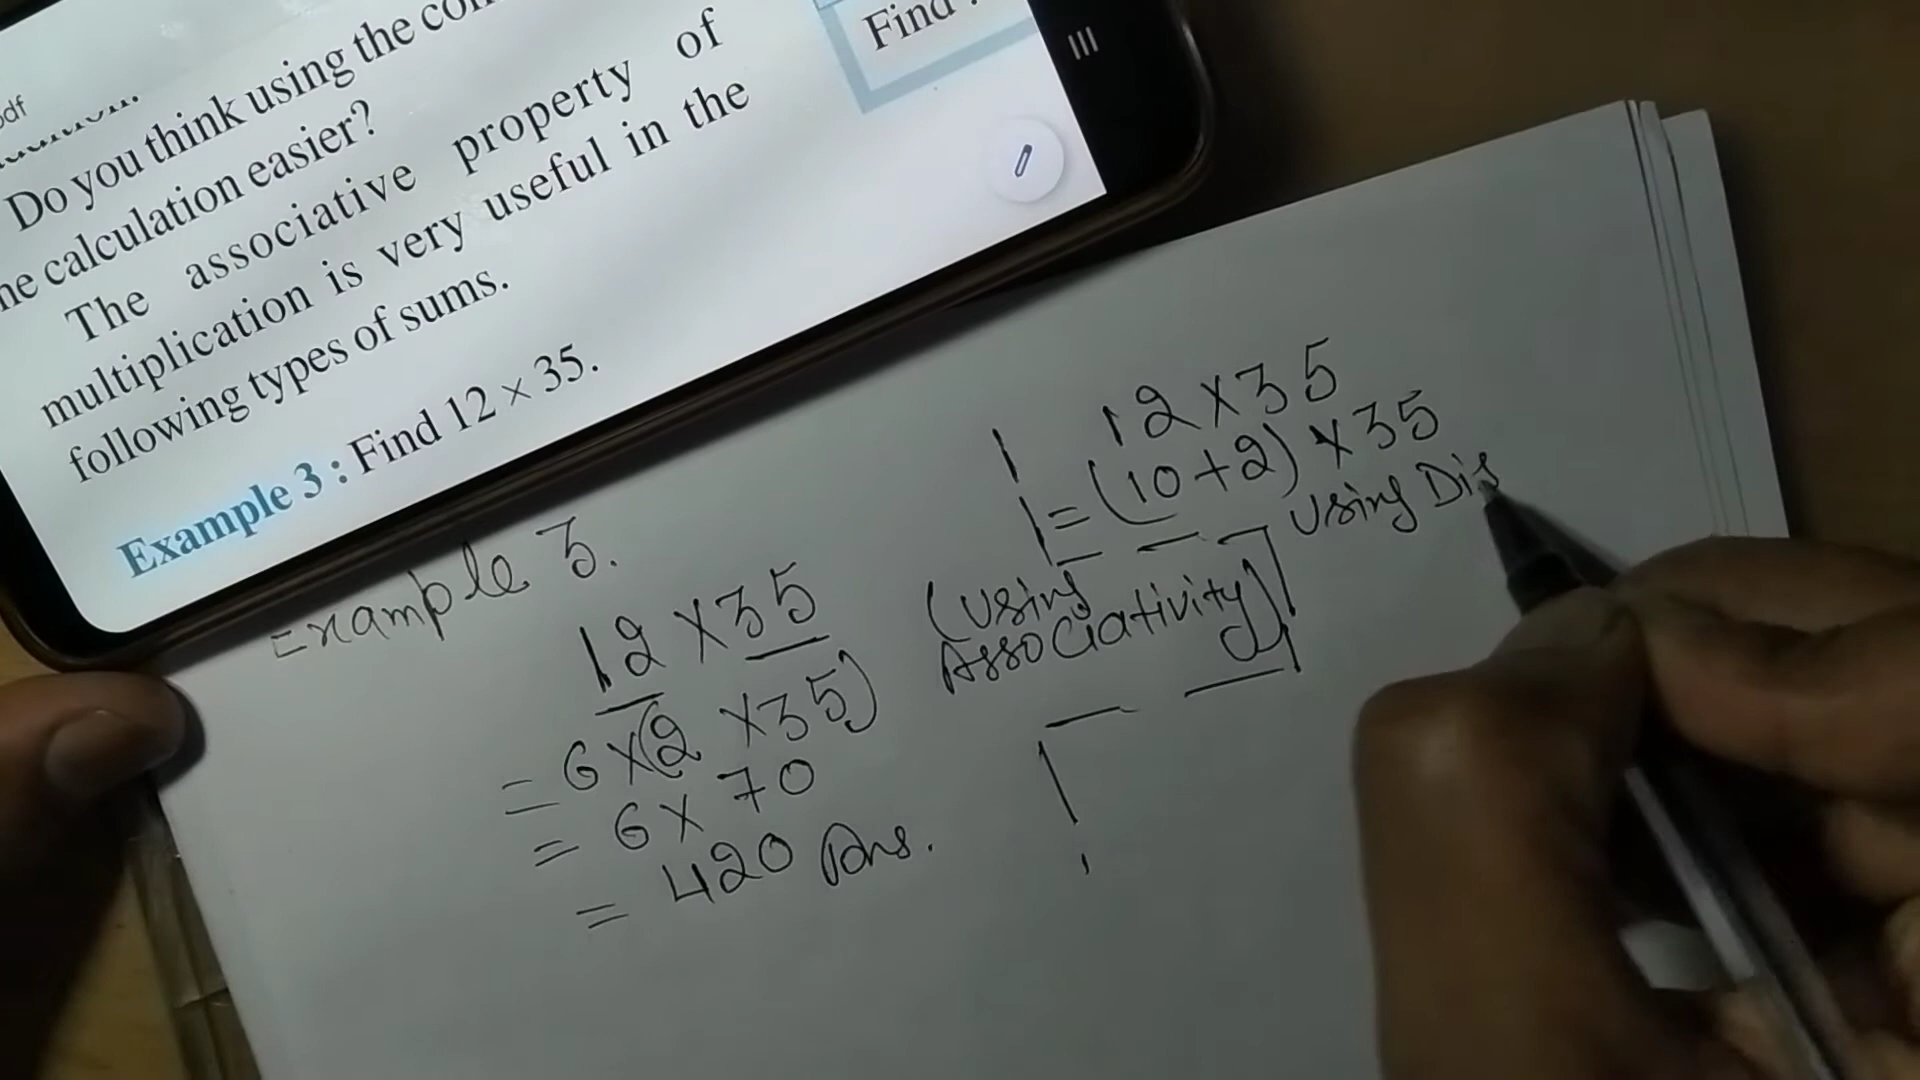 df
Do you think using the
he calculation easier?
The associative property of
multiplication is very useful in the
following types of sums.
Example 3 : Find 12 × 35.
Find
Example 3.
12 × 35
= 6 × (2 × 35)
= 6 × 70
= 420 Ans.
(using
Associativity)
12 × 35
= (10+2) × 35
using Dis